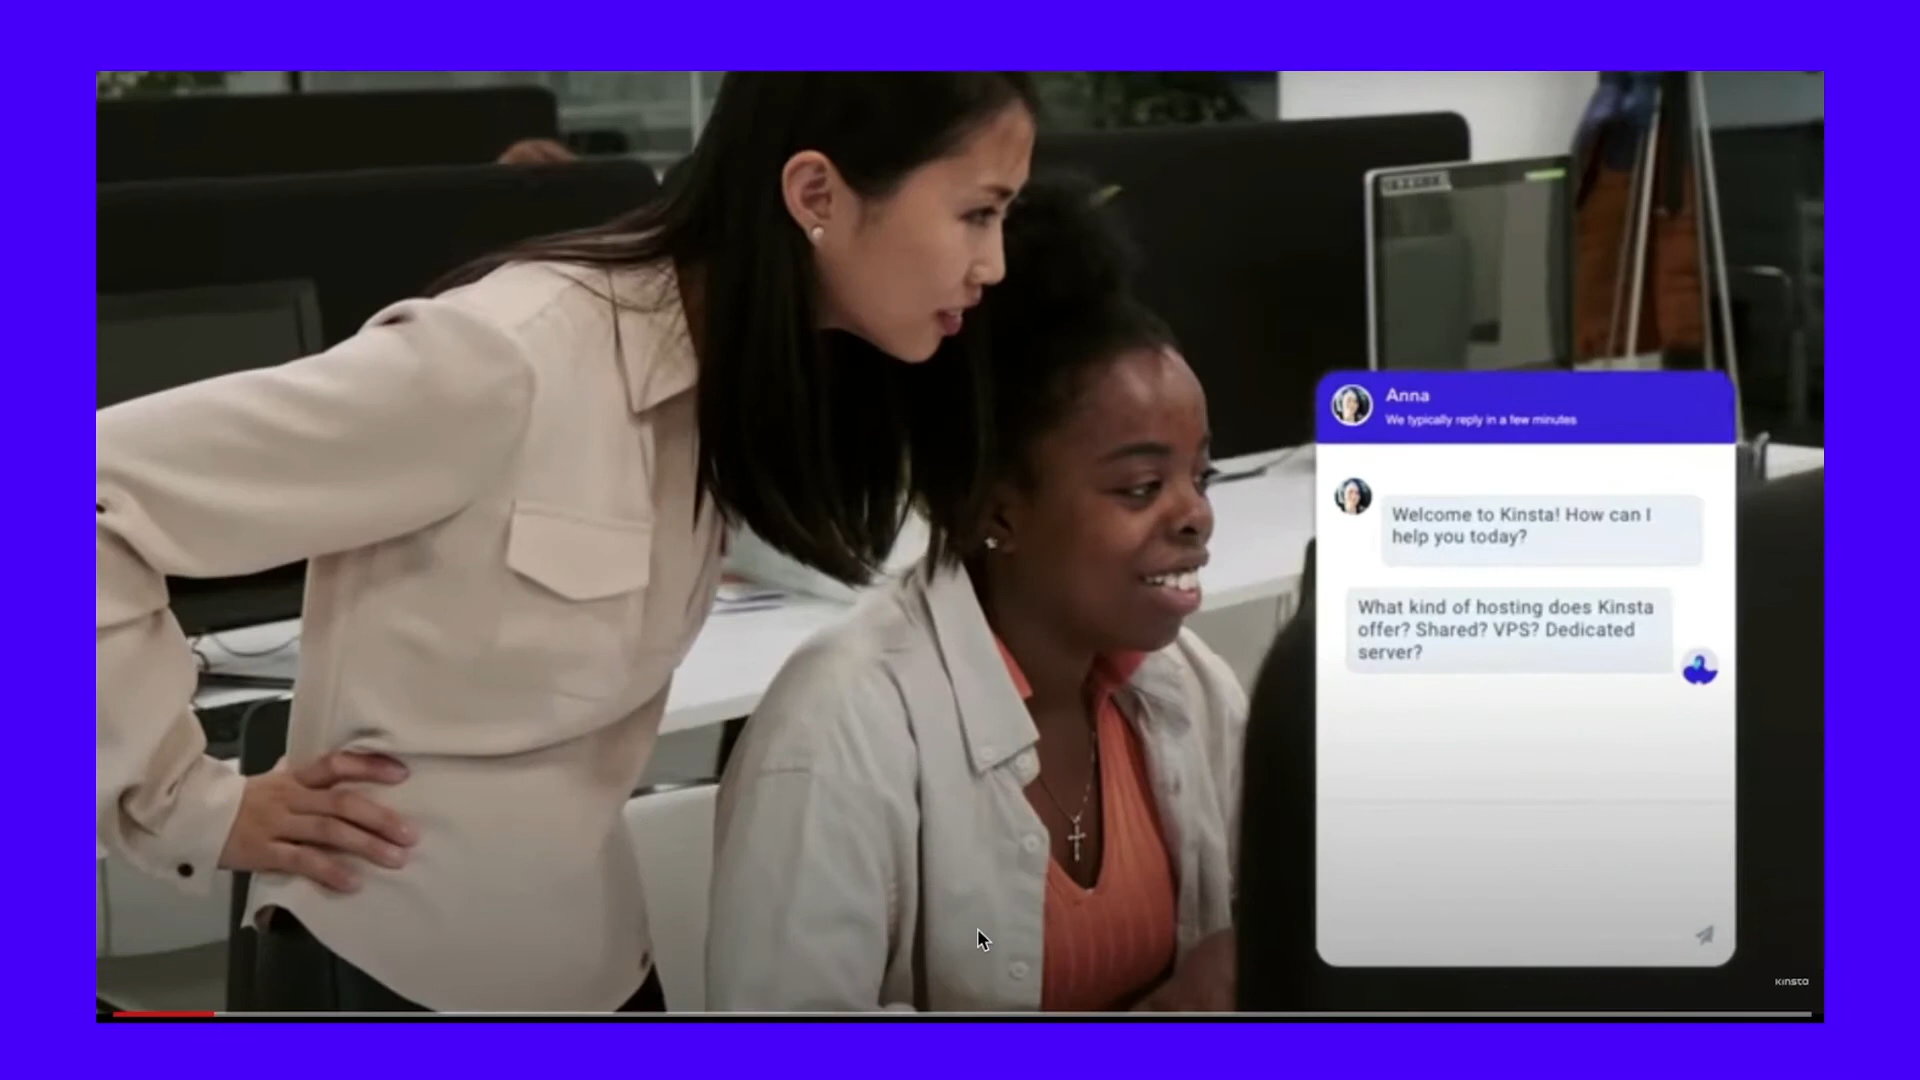 Anna
We typically reply in a few minutes
Welcome to Kinsta! How can I
help you today?
What kind of hosting does Kinsta
offer? Shared? VPS? Dedicated
server?
KINSTA